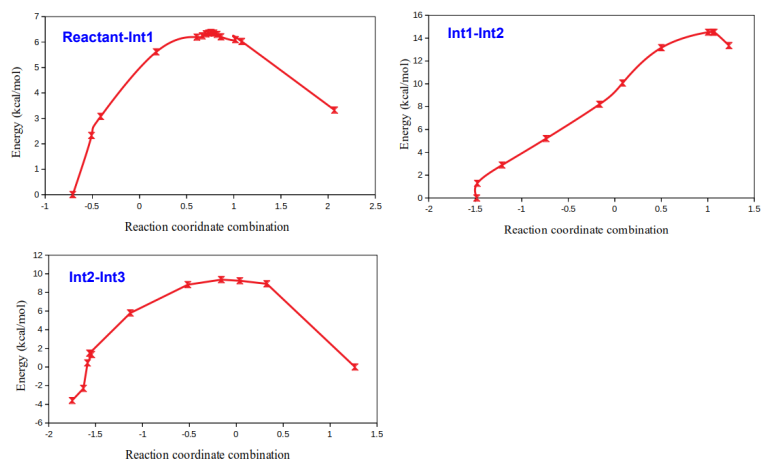 Reactant-Int1
Energy (kcal/mol)
7
6
5
4
3
2
1
0
-1 -0.5 0 0.5 1 1.5 2 2.5
Reaction cooridnate combination
Int1-Int2
Energy (kcal/mol)
16
14
12
10
8
6
4
2
0
-2 -1.5 -1 -0.5 0 0.5 1 1.5
Reaction coordinate combination
Int2-Int3
Energy (kcal/mol)
12
10
8
6
4
2
0
-2
-4
-6
-2 -1.5 -1 -0.5 0 0.5 1 1.5
Reaction coordinate combination